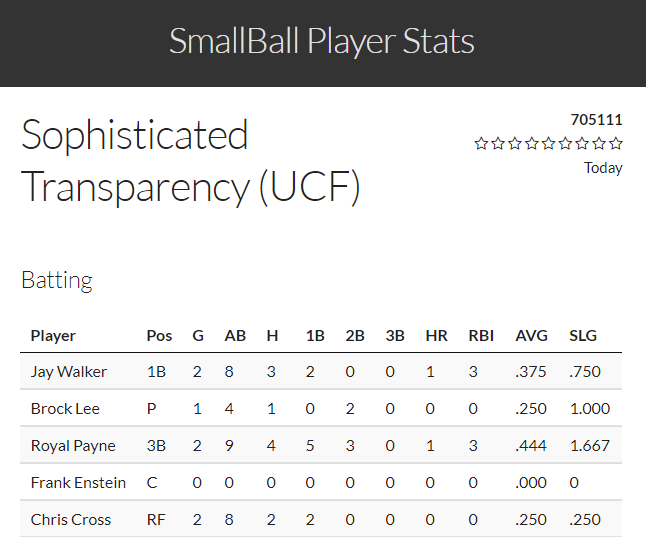 SmallBall Player Stats
Sophisticated
Transparency (UCF)
705111
☆☆☆☆☆☆☆☆☆
Today
Batting
Player Pos G AB H 1B 2B 3B HR RBI AVG SLG
Jay Walker 1B 2 8 3 2 0 0 1 3 .375 .750
Brock Lee P 1 4 1 0 2 0 0 0 .250 1.000
Royal Payne 3B 2 9 4 5 3 0 1 3 .444 1.667
Frank Enstein C 0 0 0 0 0 0 0 0 .000 0
Chris Cross RF 2 8 2 2 0 0 0 0 .250 .250